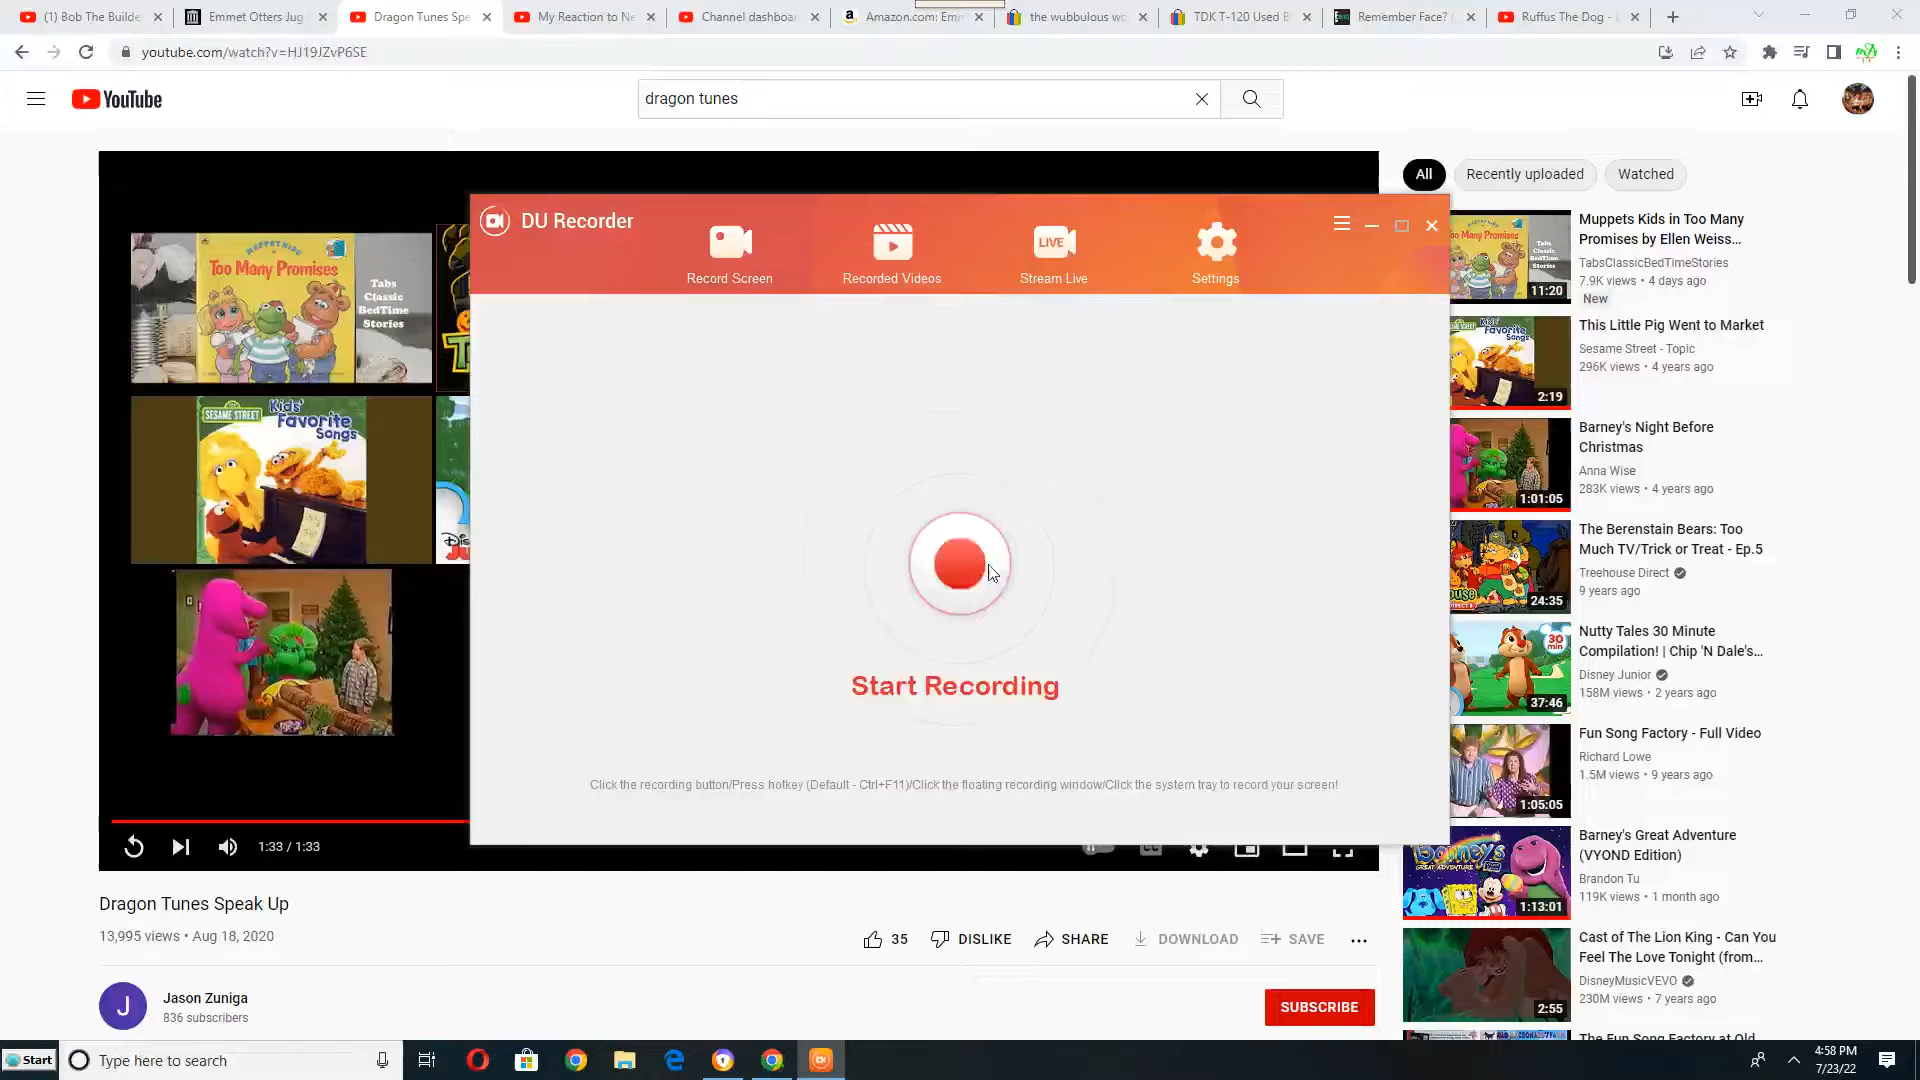 (1) Bob The Builde
Emmet Otters Jug
Dragon Tunes Spe
My Reaction to Ne
Channel dashboa
Amazon.com: Em
the wubbulous wo
TDK T-120 Used B
Remember Face?
Ruffus The Dog -
youtube.com/watch?v=HJ19JZvP6SE
YouTube
dragon tunes
All
Recently uploaded
Watched
DU Recorder
Record Screen
Recorded Videos
LIVE
Stream Live
Settings
MUPPET KIDS in
Too Many Promises
Tabs
Classic
BedTime
Stories
SESAME STREET
Kids'
Favorite
Songs
Start Recording
Click the recording button/Press hotkey (Default - Ctrl+F11)/Click the floating recording window/Click the system tray to record your screen!
1:33 / 1:33
CC
Dragon Tunes Speak Up
13,995 views • Aug 18, 2020
35
DISLIKE
SHARE
DOWNLOAD
SAVE
J
Jason Zuniga
836 subscribers
SUBSCRIBE
Muppets Kids in Too Many
Promises by Ellen Weiss...
TabsClassicBedTimeStories
7.9K views • 4 days ago
New
11:20
This Little Pig Went to Market
Sesame Street - Topic
296K views • 4 years ago
2:19
Barney's Night Before
Christmas
Anna Wise
283K views • 4 years ago
1:01:05
The Berenstain Bears: Too
Much TV/Trick or Treat - Ep.5
Treehouse Direct
9 years ago
24:35
Nutty Tales 30 Minute
Compilation! | Chip 'N Dale's...
Disney Junior
158M views • 2 years ago
30
min
37:46
Fun Song Factory - Full Video
Richard Lowe
1.5M views • 9 years ago
1:05:05
Barney's Great Adventure
(VYOND Edition)
Brandon Tu
119K views • 1 month ago
1:13:01
Cast of The Lion King - Can You
Feel The Love Tonight (from...
DisneyMusicVEVO
230M views • 7 years ago
2:55
The Fun Song Factory at Old
Start
Type here to search
4:58 PM
7/23/22